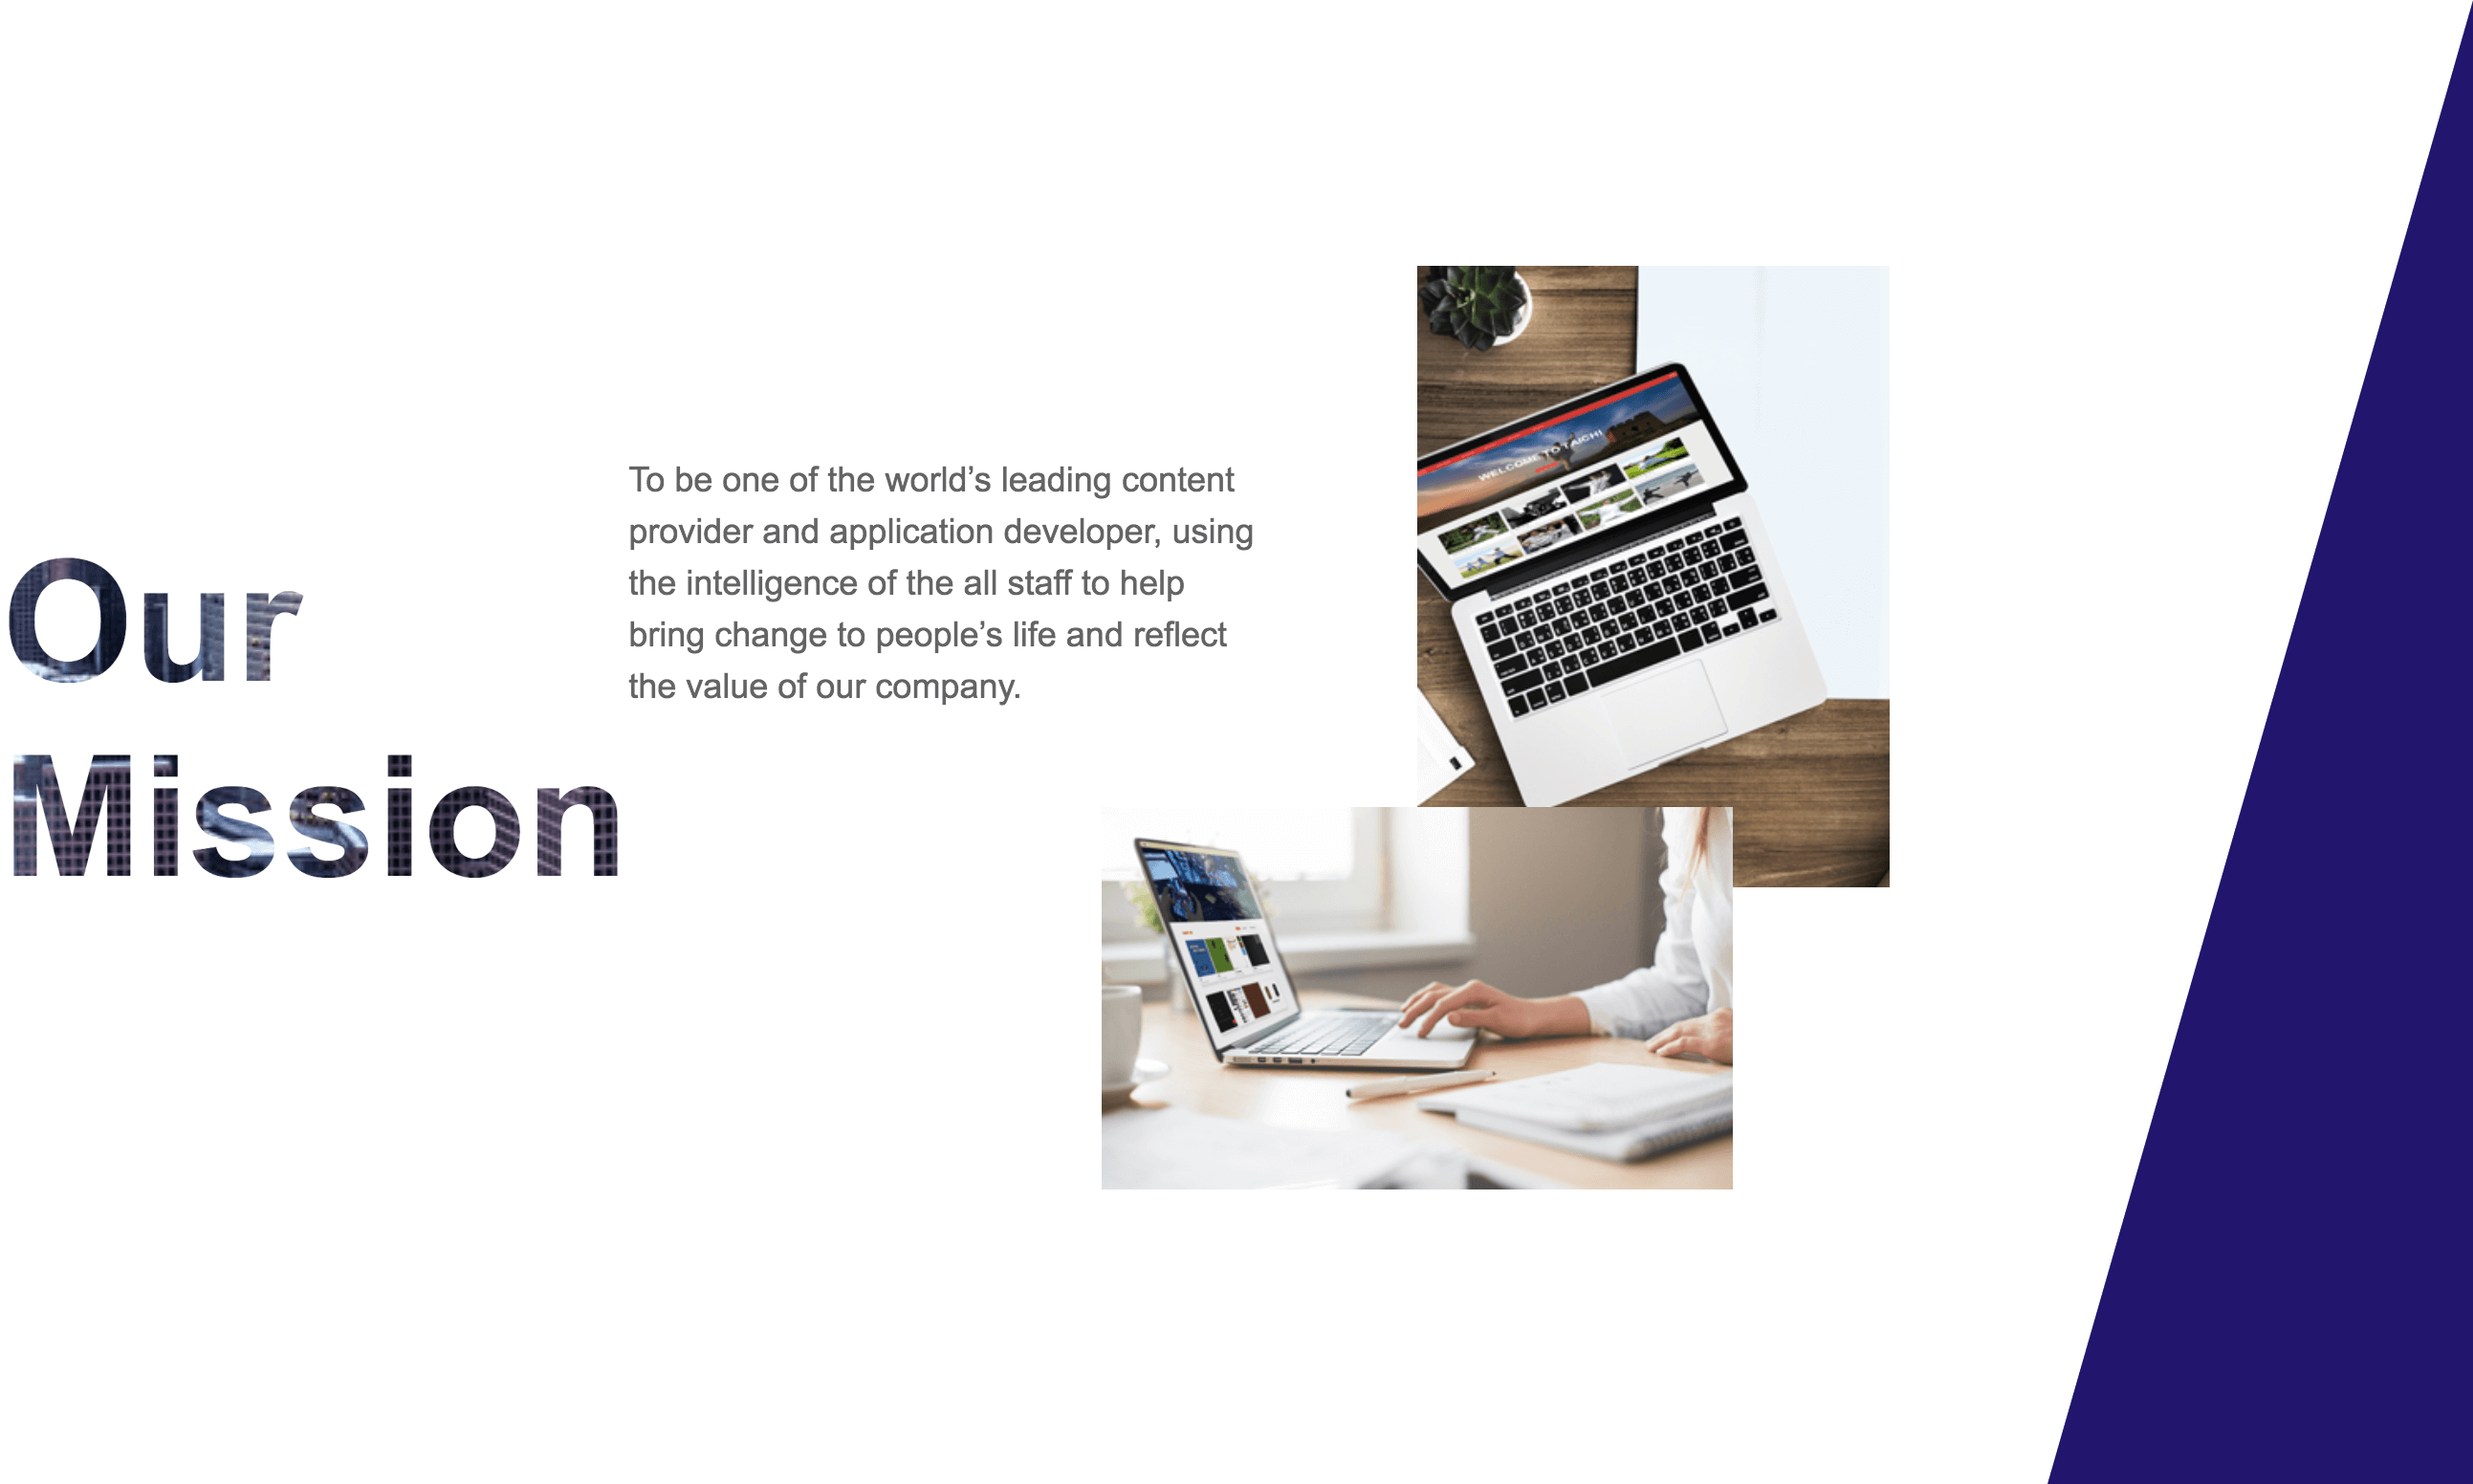 Our
Mission
To be one of the world’s leading content
provider and application developer, using
the intelligence of the all staff to help
bring change to people’s life and reflect
the value of our company.
WELCOME TO TAICHI